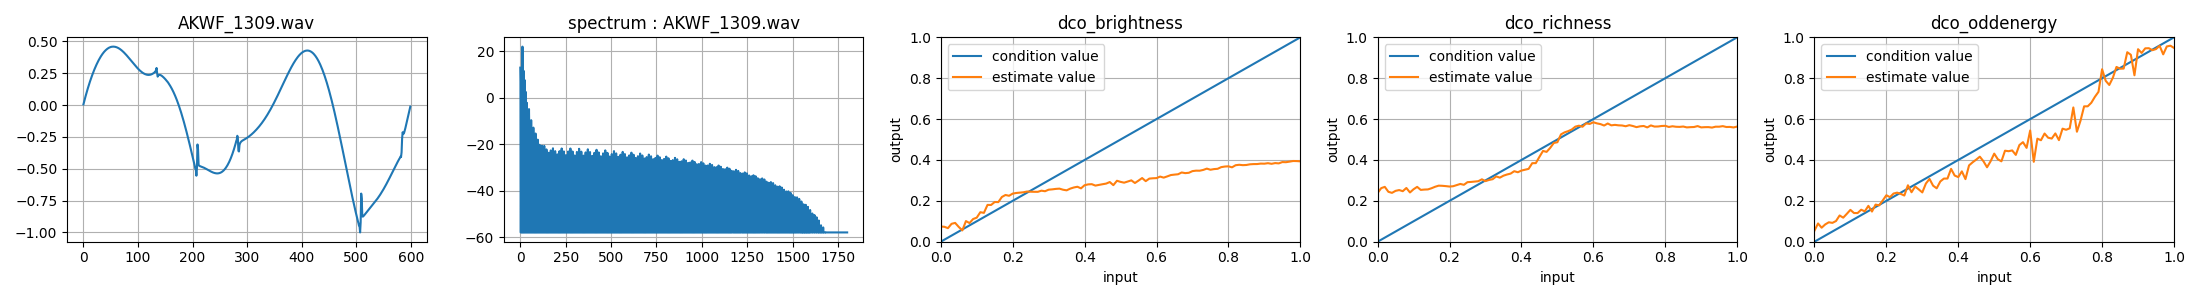 AKWF_1309.wav
0.50
0.25
0.00
−0.25
−0.50
−0.75
−1.00
0 100 200 300 400 500 600
spectrum : AKWF_1309.wav
20
0
−20
−40
−60
0 250 500 750 1000 1250 1500 1750
dco_brightness
condition value
estimate value
output
1.0
0.8
0.6
0.4
0.2
0.0
0.0 0.2 0.4 0.6 0.8 1.0
input
dco_richness
condition value
estimate value
output
1.0
0.8
0.6
0.4
0.2
0.0
0.0 0.2 0.4 0.6 0.8 1.0
input
dco_oddenergy
condition value
estimate value
output
1.0
0.8
0.6
0.4
0.2
0.0
0.0 0.2 0.4 0.6 0.8 1.0
input